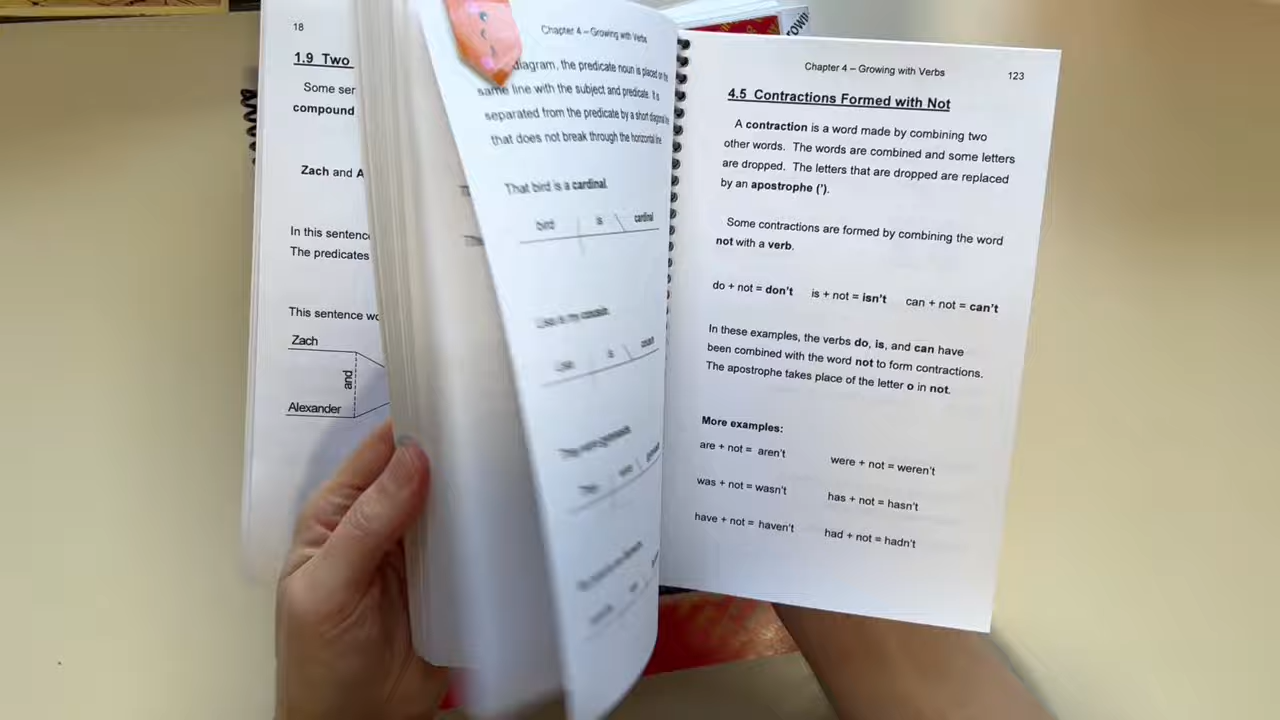 18
1.9 Two
Some ser
compound
Zach and A
In this sentenc
The predicates
This sentence wo
Zach
and
Alexander
Chapter 4 – Growing with Verbs
diagram, the predicate noun is placed on the
same line with the subject and predicate. It is
separated from the predicate by a short diagonal line
that does not break through the horizontal line
That bird is a cardinal.
bird is cardinal
Lisa is my cousin.
Lisa is cousin
Chapter 4 – Growing with Verbs
123
4.5 Contractions Formed with Not
A contraction is a word made by combining two
other words. The words are combined and some letters
are dropped. The letters that are dropped are replaced
by an apostrophe (').
Some contractions are formed by combining the word
not with a verb.
do + not = don't is + not = isn't can + not = can't
In these examples, the verbs do, is, and can have
been combined with the word not to form contractions.
The apostrophe takes place of the letter o in not.
More examples:
are + not = aren't were + not = weren't
was + not = wasn't has + not = hasn't
have + not = haven't had + not = hadn't